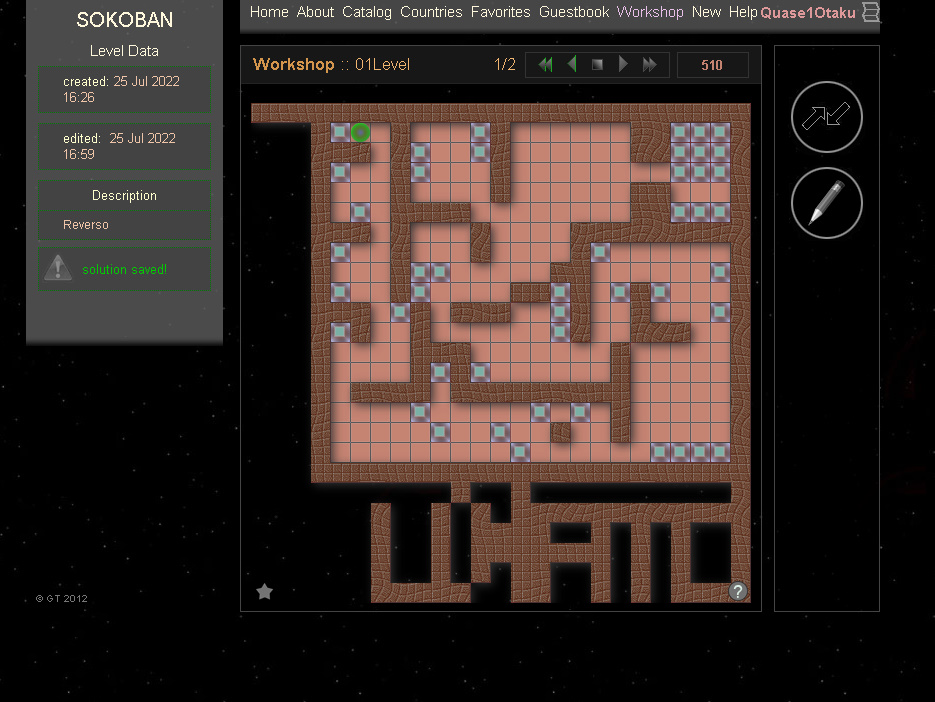 SOKOBAN
Home About Catalog Countries Favorites Guestbook Workshop New Help Quase1Otaku
Level Data
created: 25 Jul 2022
16:26
edited: 25 Jul 2022
16:59
Description
Reverso
solution saved!
Workshop :: 01Level 1/2 510
?
© GT 2012